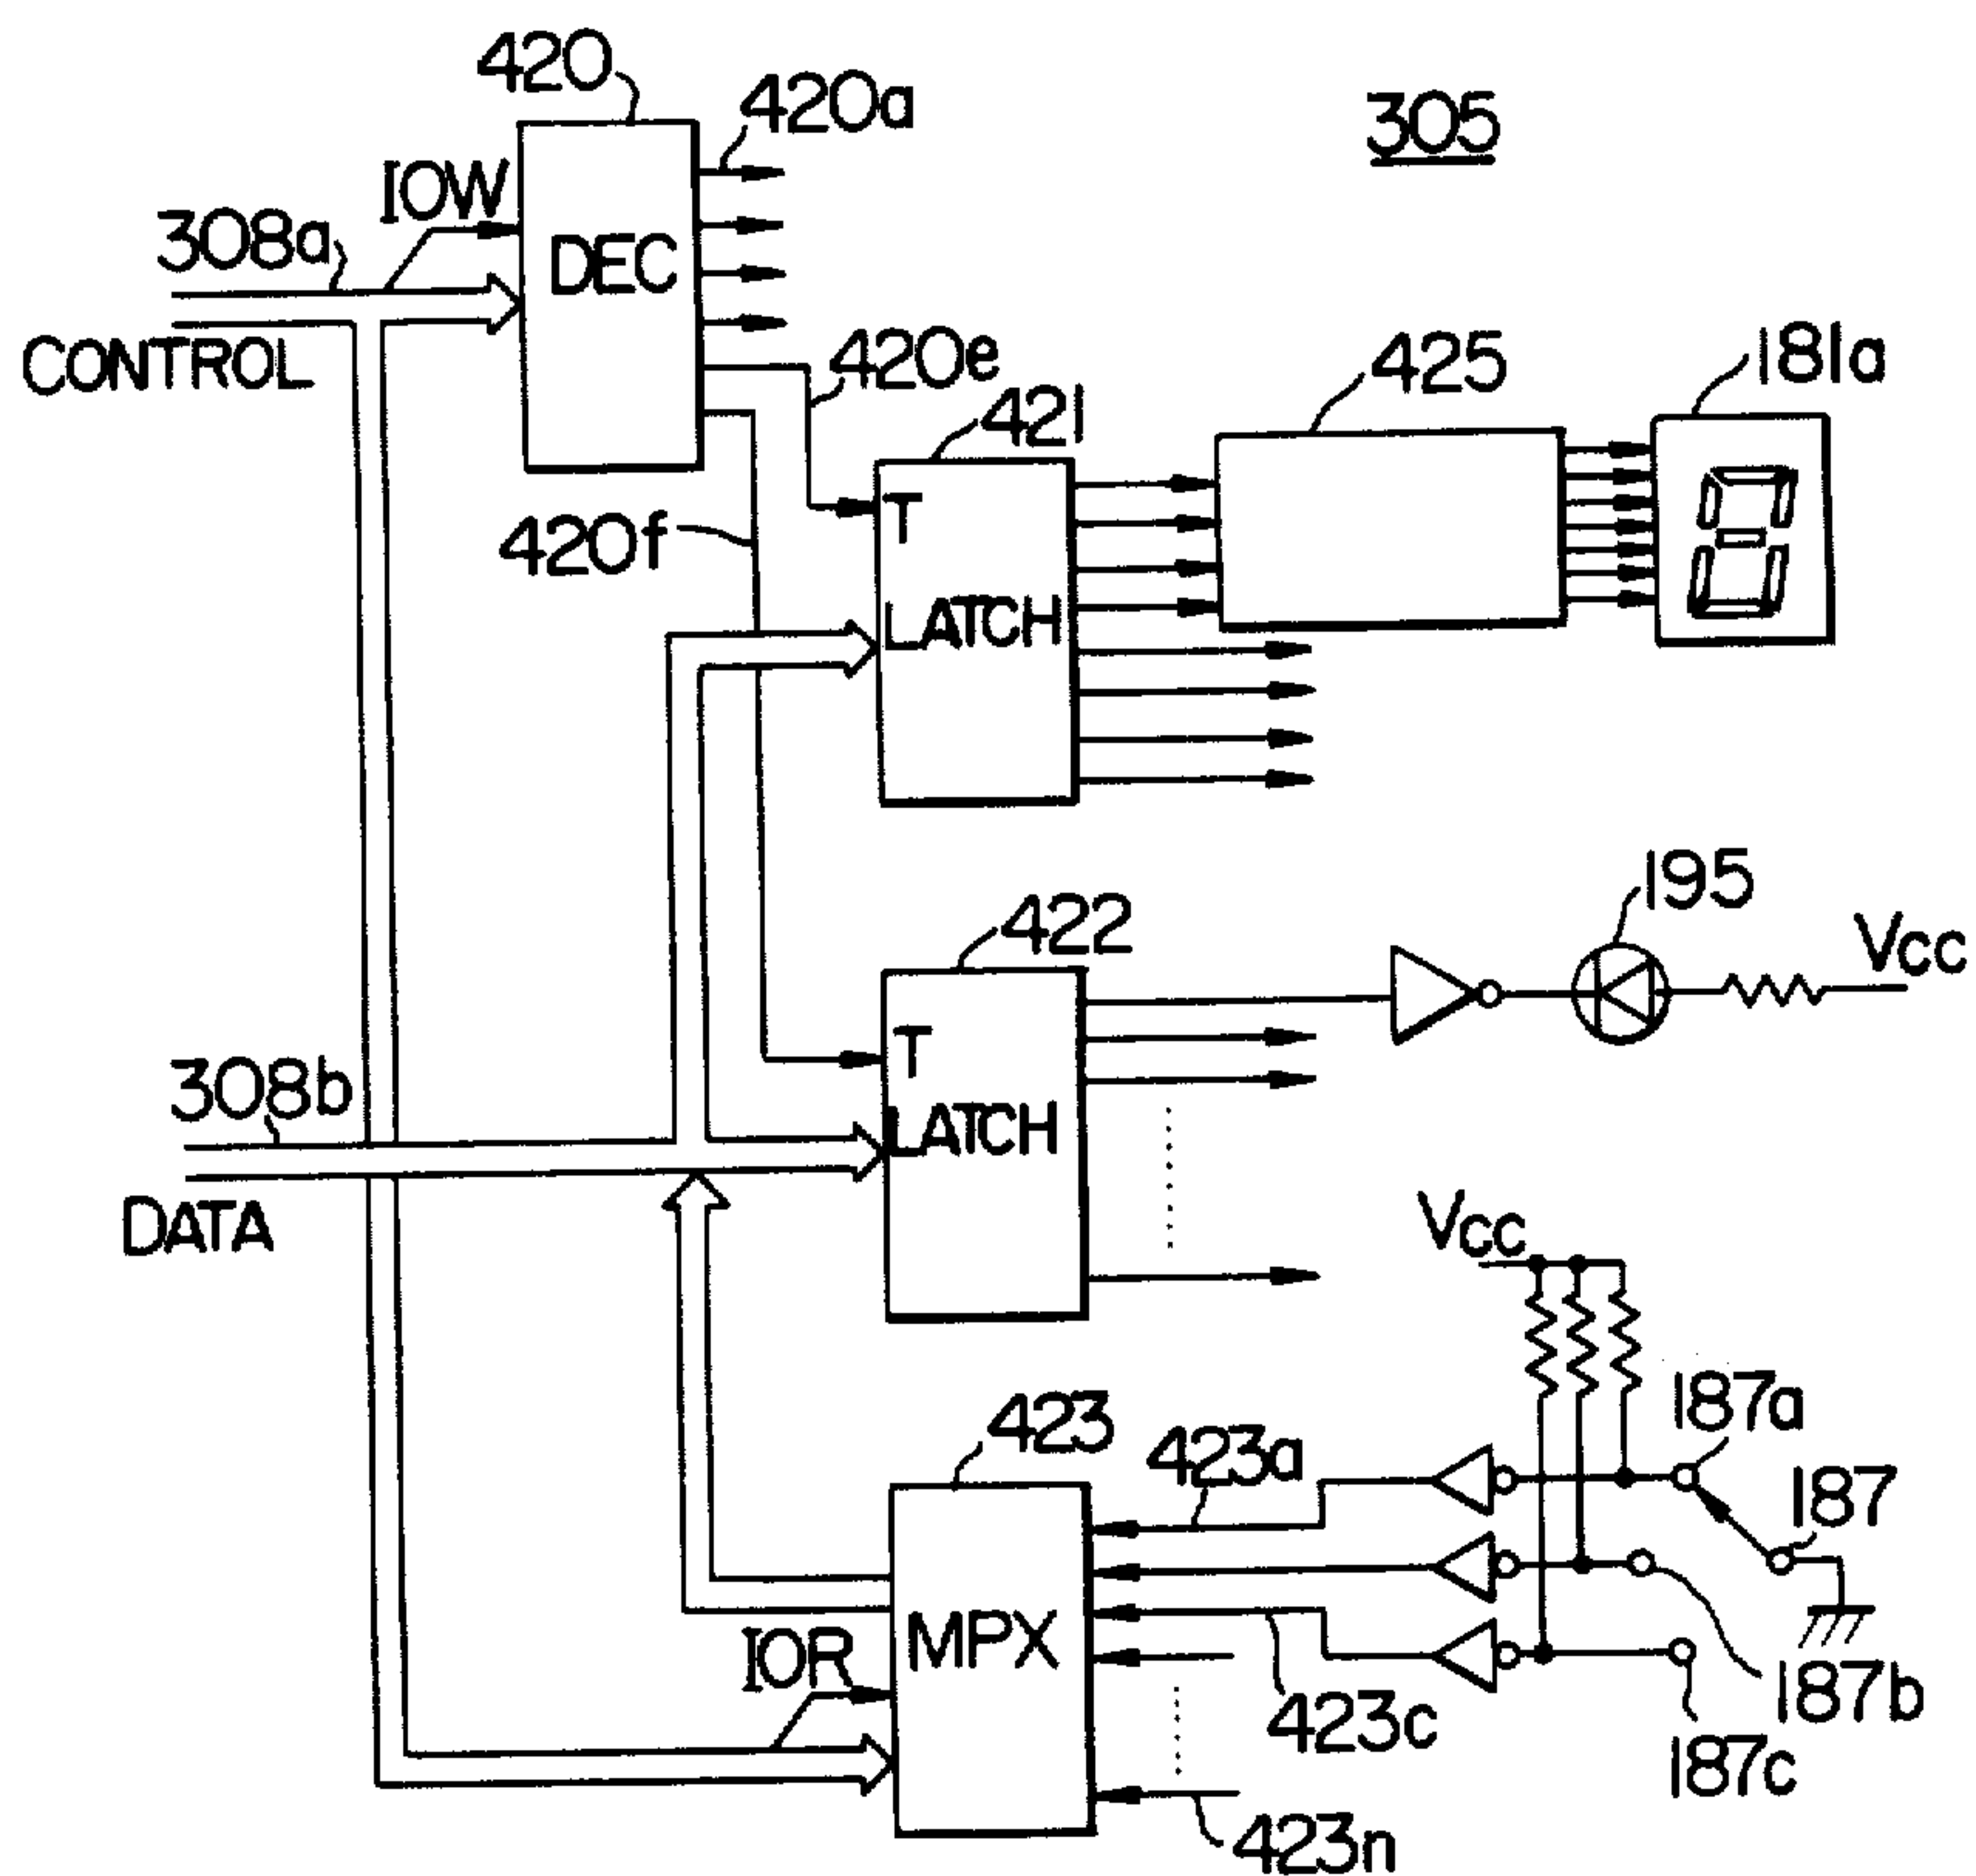 420
420a
305
IOW
308a
DEC
CONTROL
420e
425
181a
421
T
420f
LATCH
195
422
Vcc
T
308b
LATCH
DATA
Vcc
187a
423
423a
187
MPX
IOR
423c
187b
187c
423n